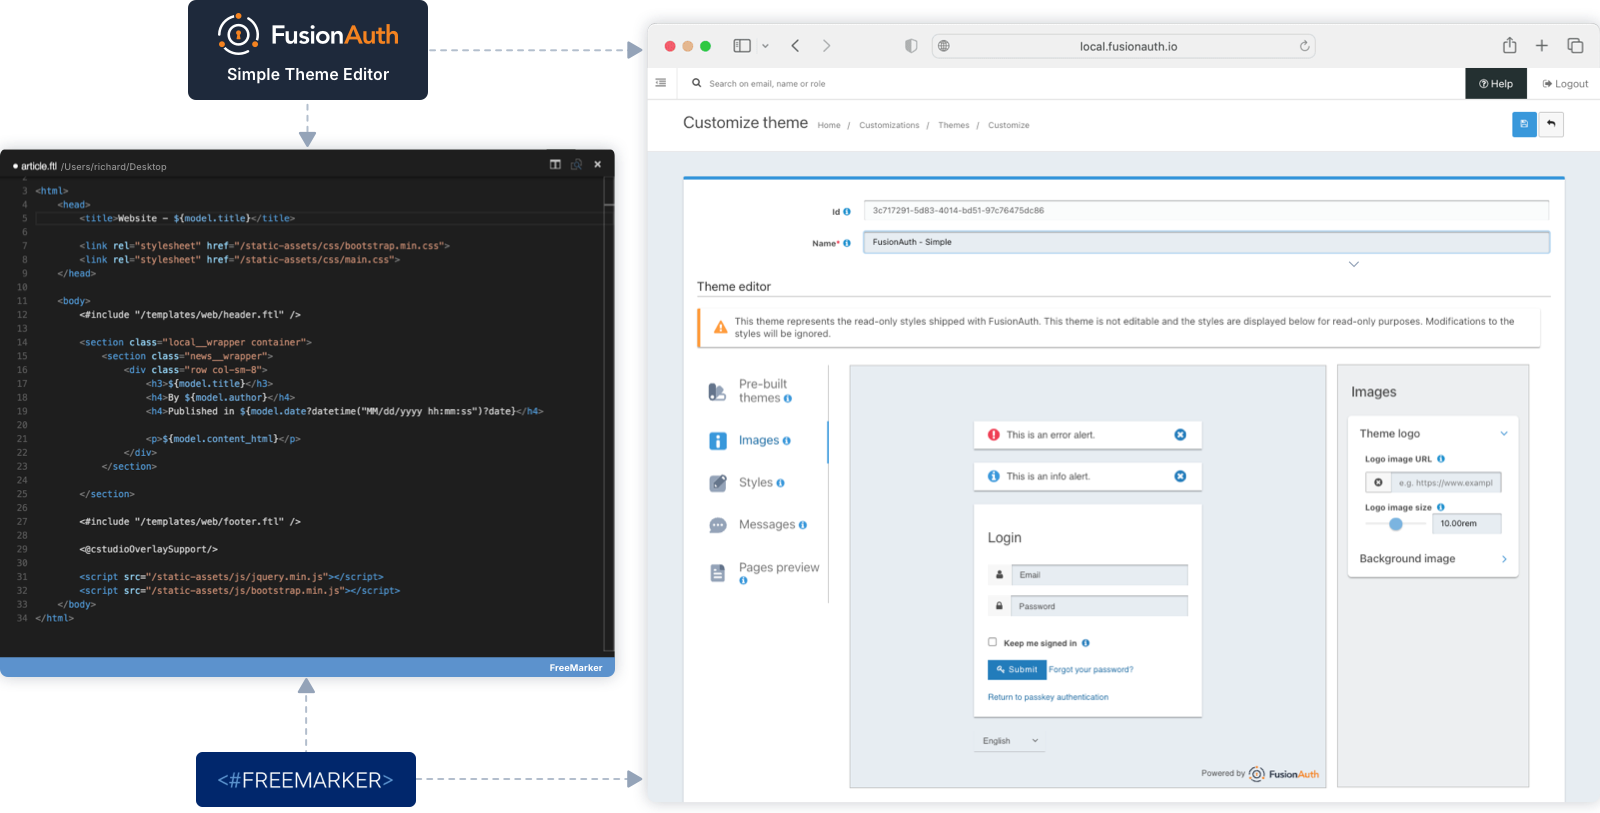 FusionAuth
Simple Theme Editor
● article.ftl /Users/richard/Desktop
3 <html>
4 <head>
5 <title>Website – ${model.title}</title>
6
7 <link rel="stylesheet" href="/static-assets/css/bootstrap.min.css">
8 <link rel="stylesheet" href="/static-assets/css/main.css">
9 </head>
10
11 <body>
12 <#include "/templates/web/header.ftl" />
13
14 <section class="local__wrapper container">
15 <section class="news__wrapper">
16 <div class="row col-sm-8">
17 <h3>${model.title}</h3>
18 <h4>By ${model.author}</h4>
19 <h4>Published in ${model.date?datetime("MM/dd/yyyy hh:mm:ss")?date}</h4>
20
21 <p>${model.content_html}</p>
22 </div>
23 </section>
24
25 </section>
26
27 <#include "/templates/web/footer.ftl" />
28
29 <@cstudioOverlaySupport/>
30
31 <script src="/static-assets/js/jquery.min.js"></script>
32 <script src="/static-assets/js/bootstrap.min.js"></script>
33 </body>
34 </html>
FreeMarker
<#FREEMARKER>
local.fusionauth.io
Search on email, name or role
Help
Logout
Customize theme Home / Customizations / Themes / Customize
Id 3c717291-5d83-4014-bd51-97c76475dc86
Name* FusionAuth - Simple
Theme editor
This theme represents the read-only styles shipped with FusionAuth. This theme is not editable and the styles are displayed below for read-only purposes. Modifications to the
styles will be ignored.
Pre-built
themes
Images
Styles
Messages
Pages preview
This is an error alert.
This is an info alert.
Login
Email
Password
Keep me signed in
Submit Forgot your password?
Return to passkey authentication
English
Powered by FusionAuth
Images
Theme logo
Logo image URL
e.g. https://www.exampl
Logo image size
10.00rem
Background image